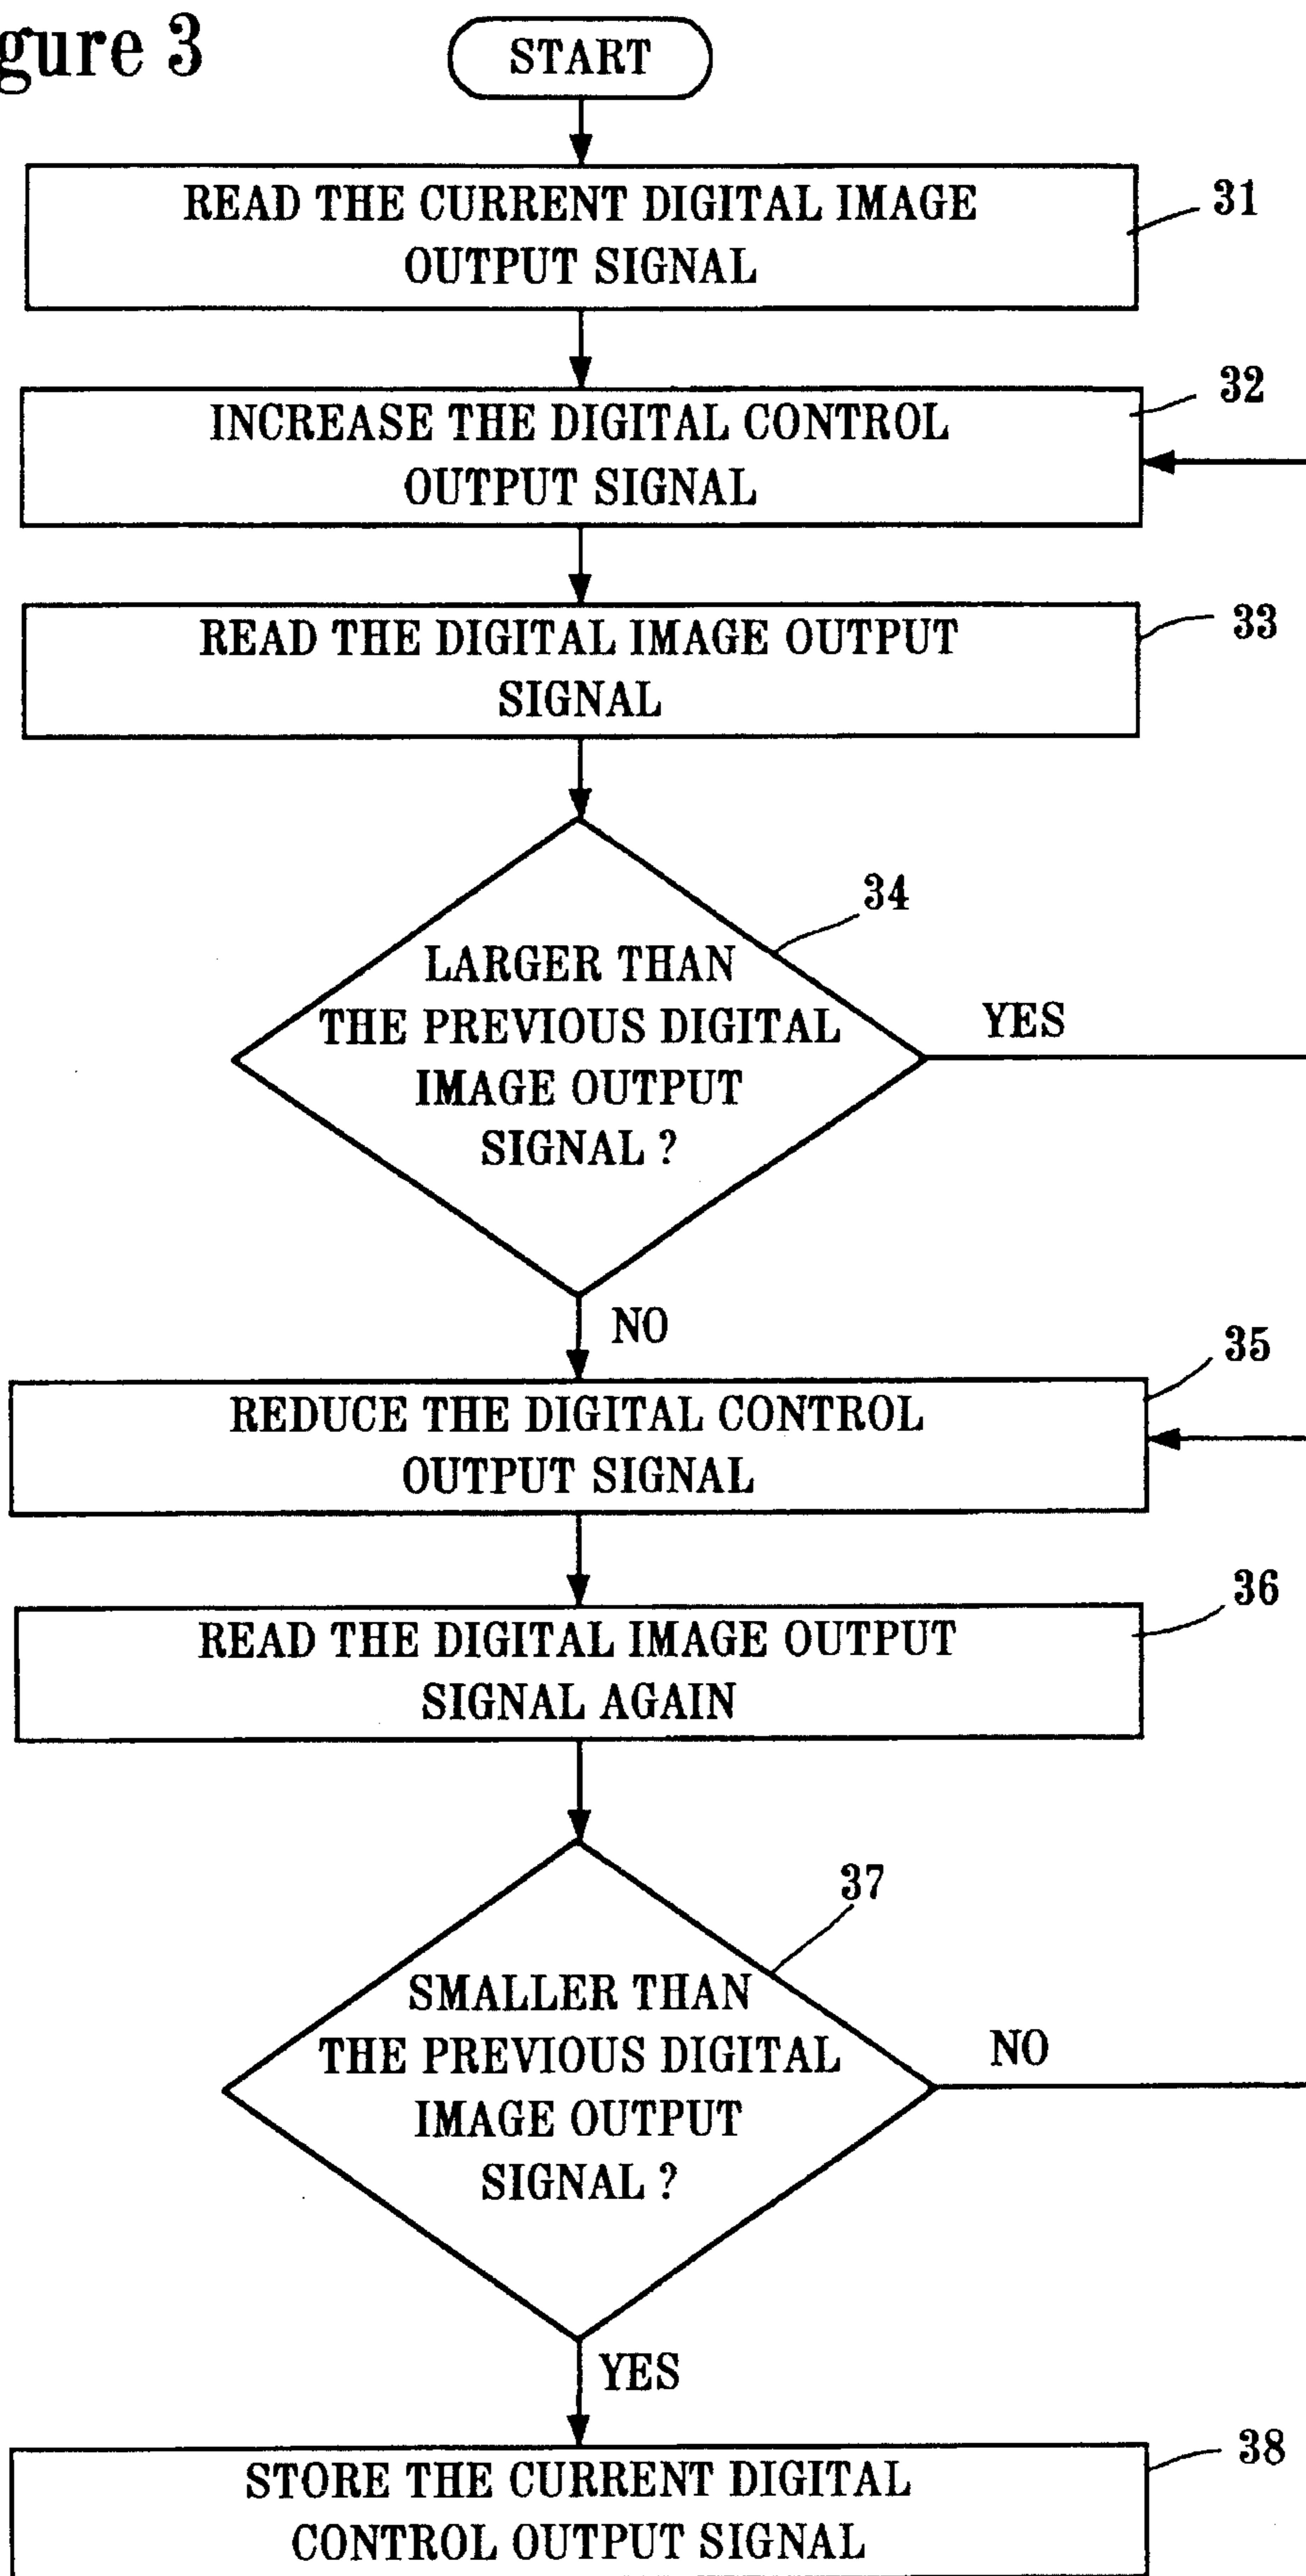 gure 3
START
READ THE CURRENT DIGITAL IMAGE
OUTPUT SIGNAL
31
INCREASE THE DIGITAL CONTROL
OUTPUT SIGNAL
32
READ THE DIGITAL IMAGE OUTPUT
SIGNAL
33
34
LARGER THAN
THE PREVIOUS DIGITAL
IMAGE OUTPUT
SIGNAL ?
YES
NO
REDUCE THE DIGITAL CONTROL
OUTPUT SIGNAL
35
READ THE DIGITAL IMAGE OUTPUT
SIGNAL AGAIN
36
37
SMALLER THAN
THE PREVIOUS DIGITAL
IMAGE OUTPUT
SIGNAL ?
NO
YES
STORE THE CURRENT DIGITAL
CONTROL OUTPUT SIGNAL
38